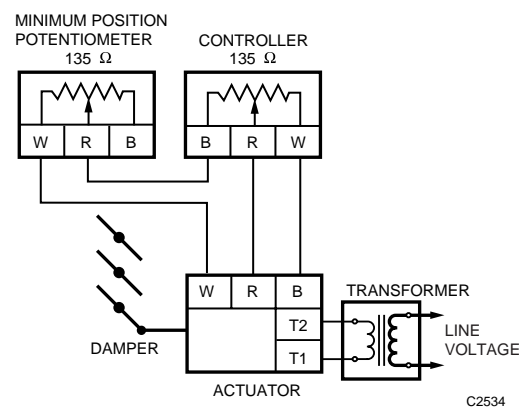 MINIMUM POSITION
POTENTIOMETER
135 Ω
CONTROLLER
135 Ω
W R B
B R W
W R B
T2
T1
TRANSFORMER
LINE
VOLTAGE
DAMPER
ACTUATOR
C2534